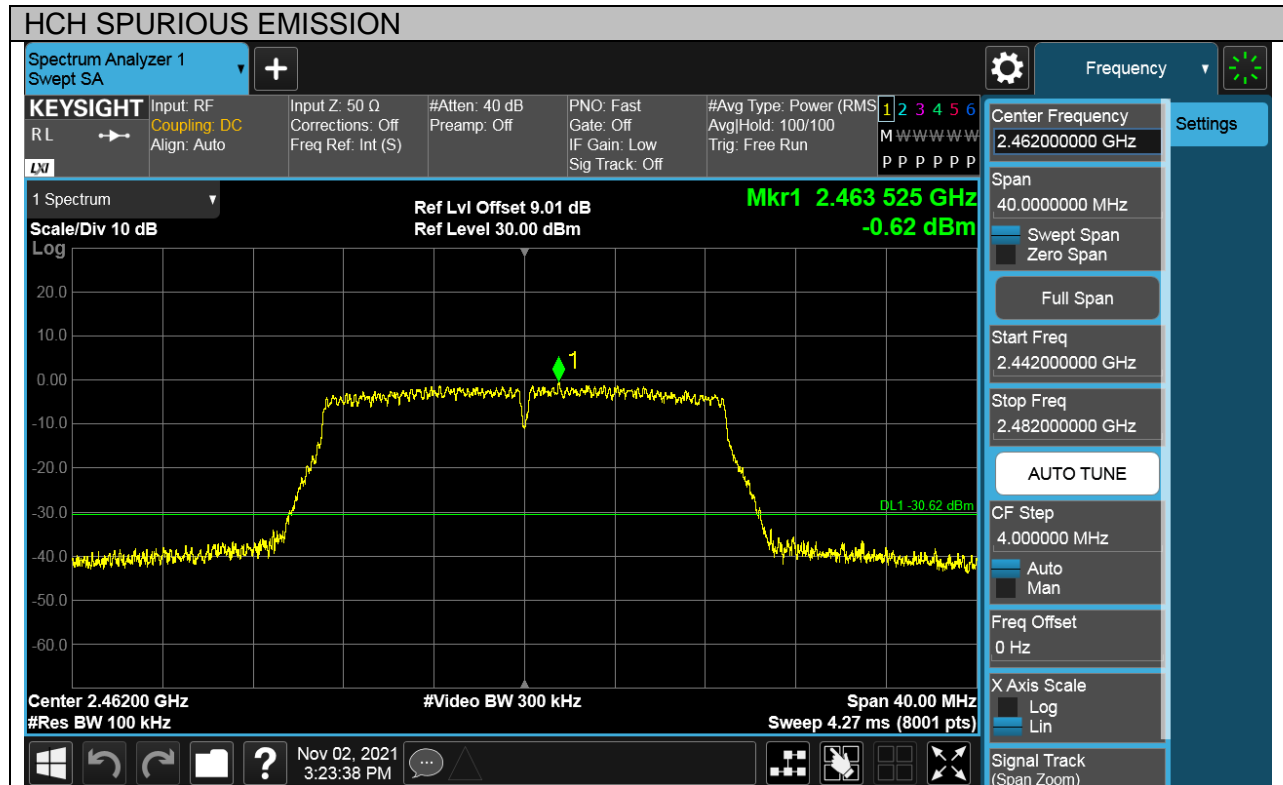 HCH SPURIOUS EMISSION
Spectrum Analyzer 1
Swept SA
+
Frequency
KEYSIGHT
RL
LXI
Input: RF
Coupling: DC
Align: Auto
Input Z: 50 Ω
Corrections: Off
Freq Ref: Int (S)
#Atten: 40 dB
Preamp: Off
PNO: Fast
Gate: Off
IF Gain: Low
Sig Track: Off
#Avg Type: Power (RMS
Avg|Hold: 100/100
Trig: Free Run
1 2 3 4 5 6
M W W W W W
P P P P P P
Center Frequency
2.462000000 GHz
Settings
1 Spectrum
Scale/Div 10 dB
Log
Ref Lvl Offset 9.01 dB
Ref Level 30.00 dBm
Mkr1 2.463 525 GHz
-0.62 dBm
20.0
10.0
0.00
-10.0
-20.0
-30.0
-40.0
-50.0
-60.0
1
DL1 -30.62 dBm
Center 2.46200 GHz
#Res BW 100 kHz
#Video BW 300 kHz
Span 40.00 MHz
Sweep 4.27 ms (8001 pts)
Span
40.0000000 MHz
Swept Span
Zero Span
Full Span
Start Freq
2.442000000 GHz
Stop Freq
2.482000000 GHz
AUTO TUNE
CF Step
4.000000 MHz
Auto
Man
Freq Offset
0 Hz
X Axis Scale
Log
Lin
Signal Track
(Span Zoom)
?
Nov 02, 2021
3:23:38 PM